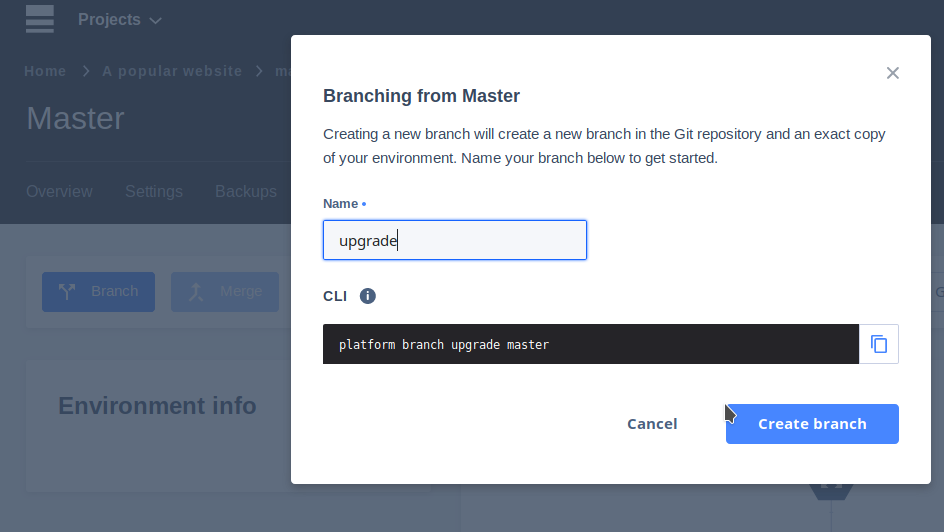 Projects
Home
A popular website
Master
Overview
Settings
Backups
Branch
Merge
Environment info
Branching from Master
Creating a new branch will create a new branch in the Git repository and an exact copy
of your environment. Name your branch below to get started.
Name •
upgrade
CLI
platform branch upgrade master
Cancel
Create branch